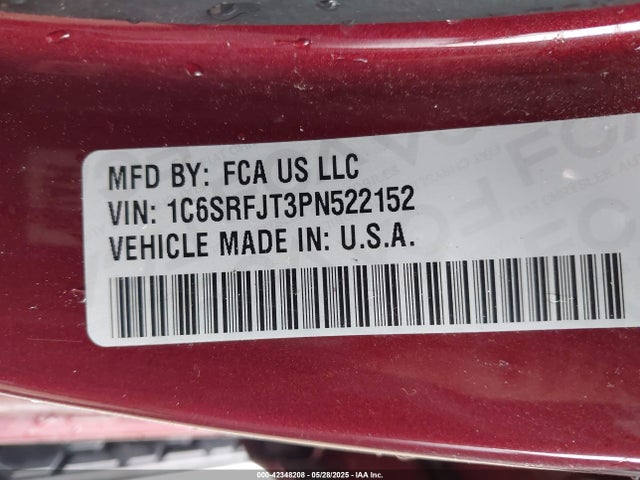 MFD BY: FCA US LLC
VIN: 1C6SRFJT3PN522152
VEHICLE MADE IN: U.S.A.
000-42348208 - 05/28/2025 - IAA Inc.